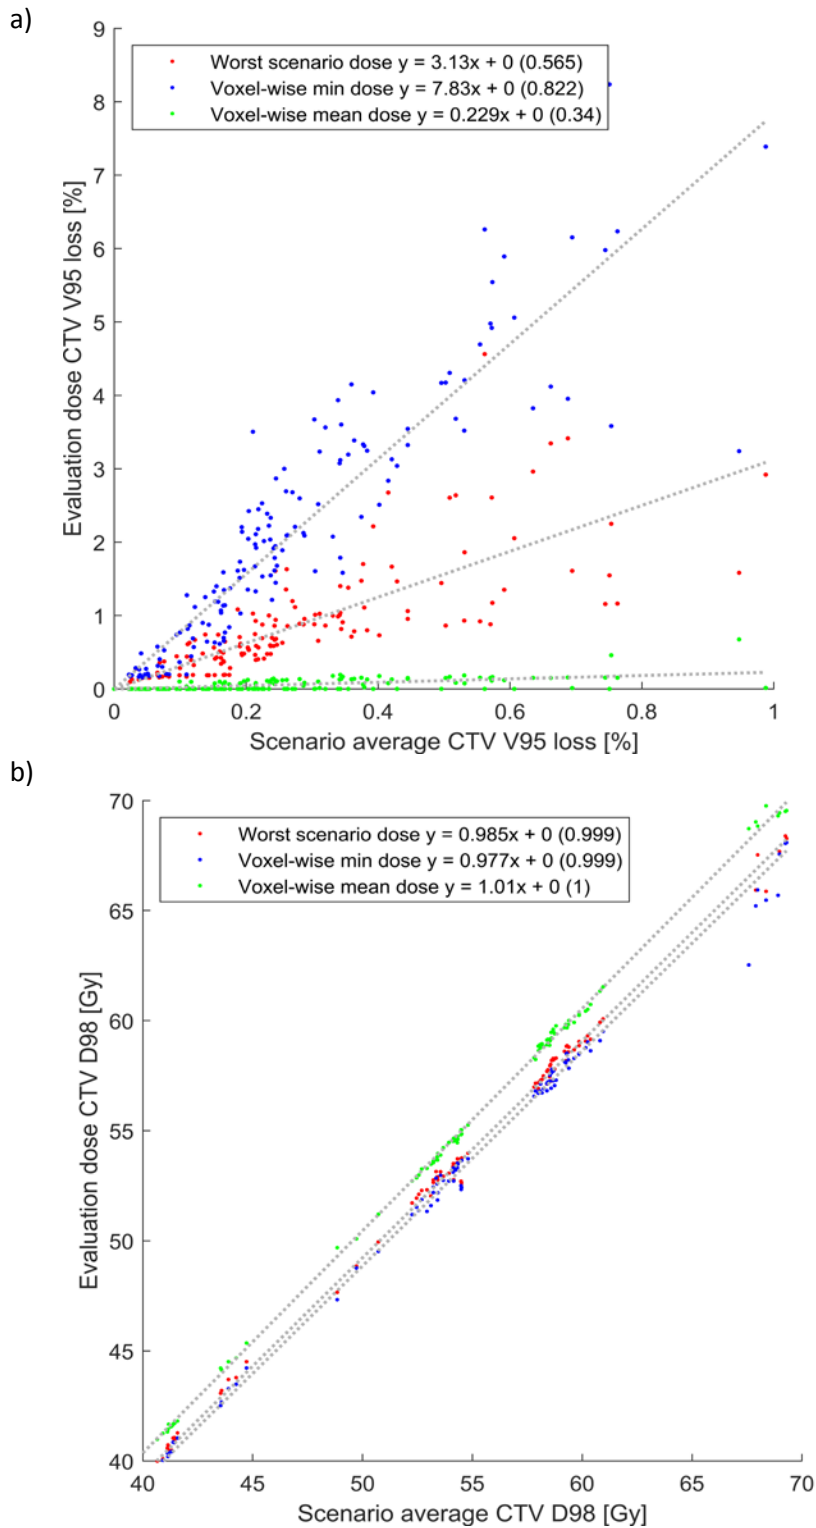 a)
9
8
7
6
5
4
3
2
1
0
Evaluation dose CTV V95 loss [%]
Worst scenario dose y = 3.13x + 0 (0.565)
Voxel-wise min dose y = 7.83x + 0 (0.822)
Voxel-wise mean dose y = 0.229x + 0 (0.34)
0 0.2 0.4 0.6 0.8 1
Scenario average CTV V95 loss [%]
b)
70
65
60
55
50
45
40
Evaluation dose CTV D98 [Gy]
Worst scenario dose y = 0.985x + 0 (0.999)
Voxel-wise min dose y = 0.977x + 0 (0.999)
Voxel-wise mean dose y = 1.01x + 0 (1)
40 45 50 55 60 65 70
Scenario average CTV D98 [Gy]